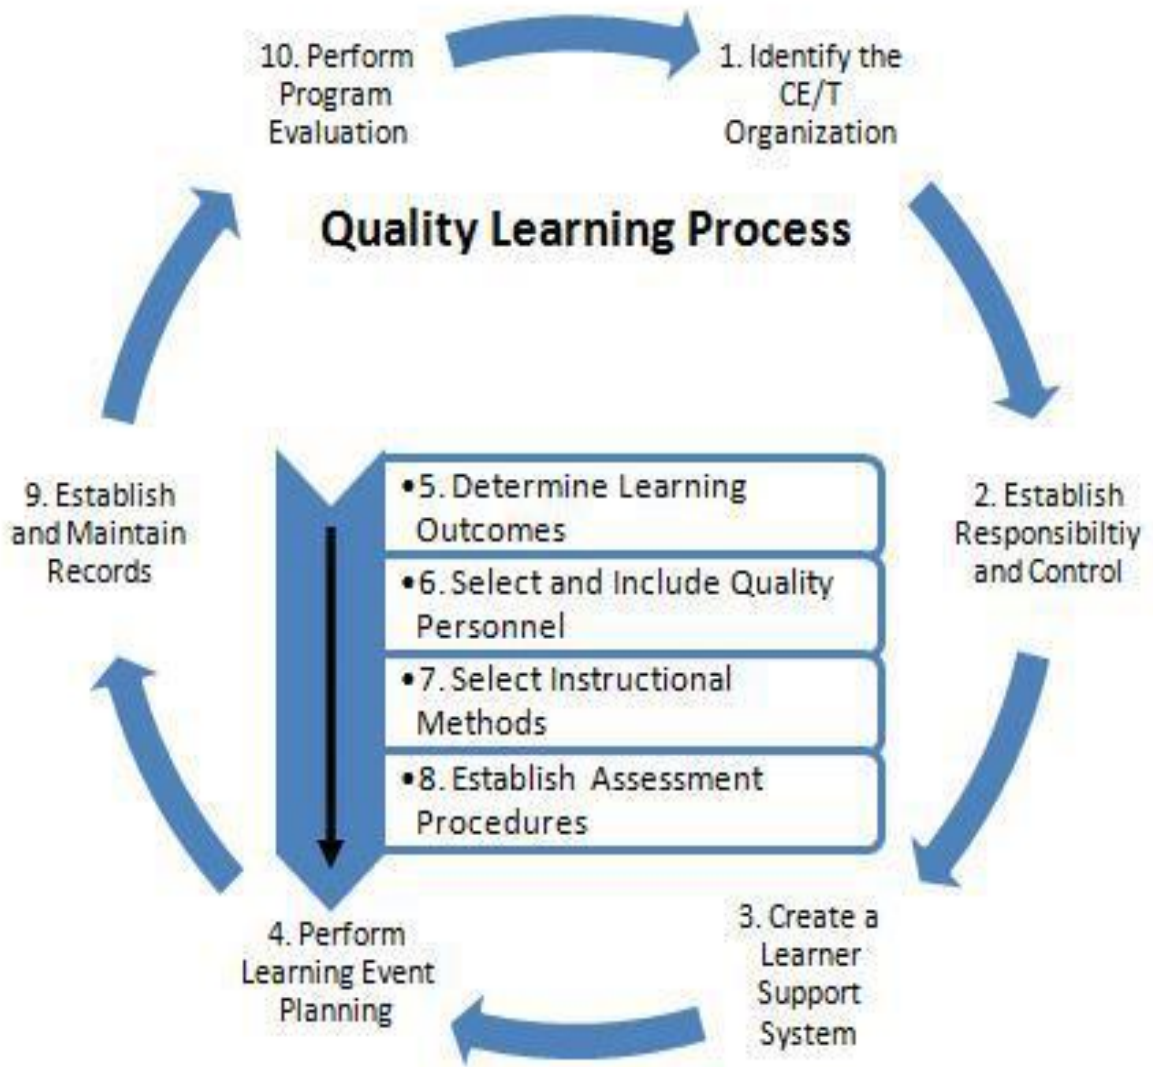 10. Perform
Program
Evaluation
1. Identify the
CE/T
Organization
Quality Learning Process
9. Establish
and Maintain
Records
•5. Determine Learning
Outcomes
•6. Select and Include Quality
Personnel
•7. Select Instructional
Methods
•8. Establish Assessment
Procedures
2. Establish
Responsibiltiy
and Control
4. Perform
Learning Event
Planning
3. Create a
Learner
Support
System